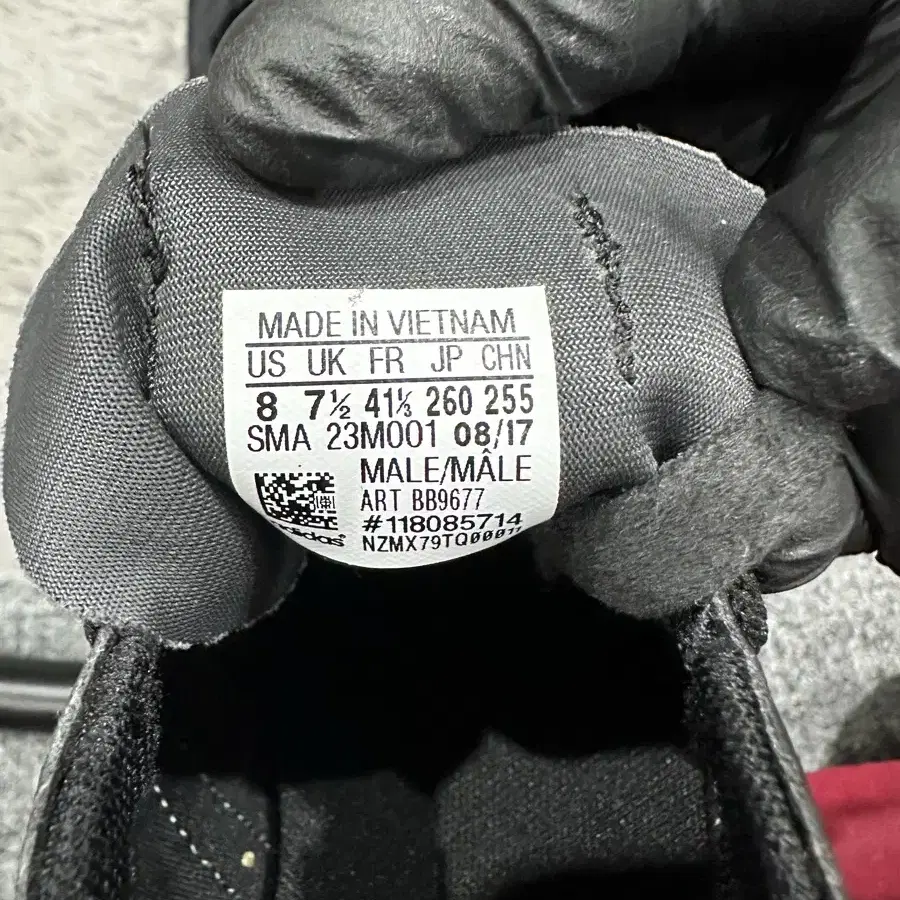 MADE IN VIETNAM
US UK FR JP CHN
8 7½ 41⅓ 260 255
SMA 23M001 08/17
MALE/MÂLE
ART BB9677
#118085714
adidas